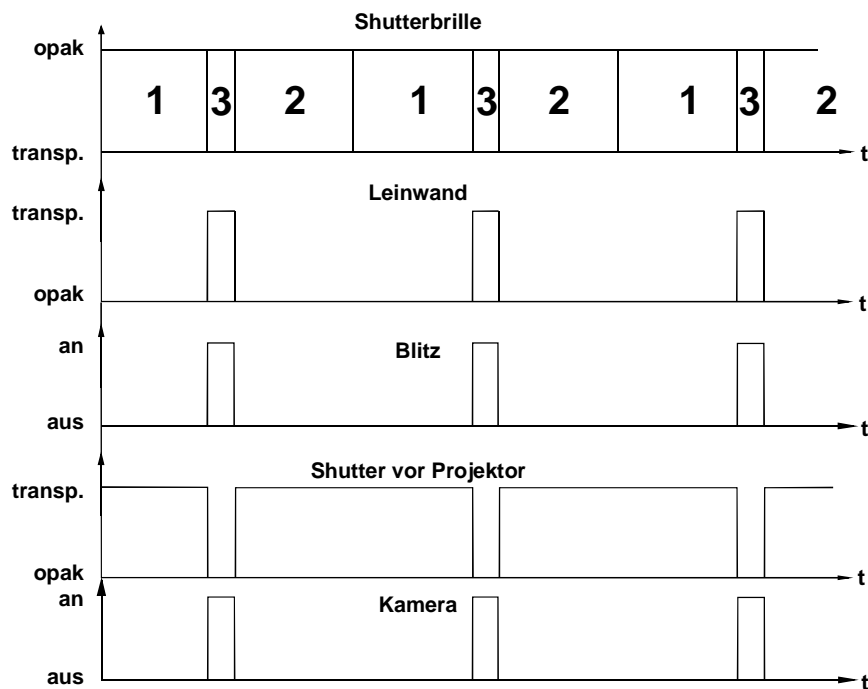 Shutterbrille
opak
1 3 2 1 3 2 1 3 2
transp. t
Leinwand
transp.
opak t
an Blitz
aus t
Shutter vor Projektor
transp.
opak t
an Kamera
aus t